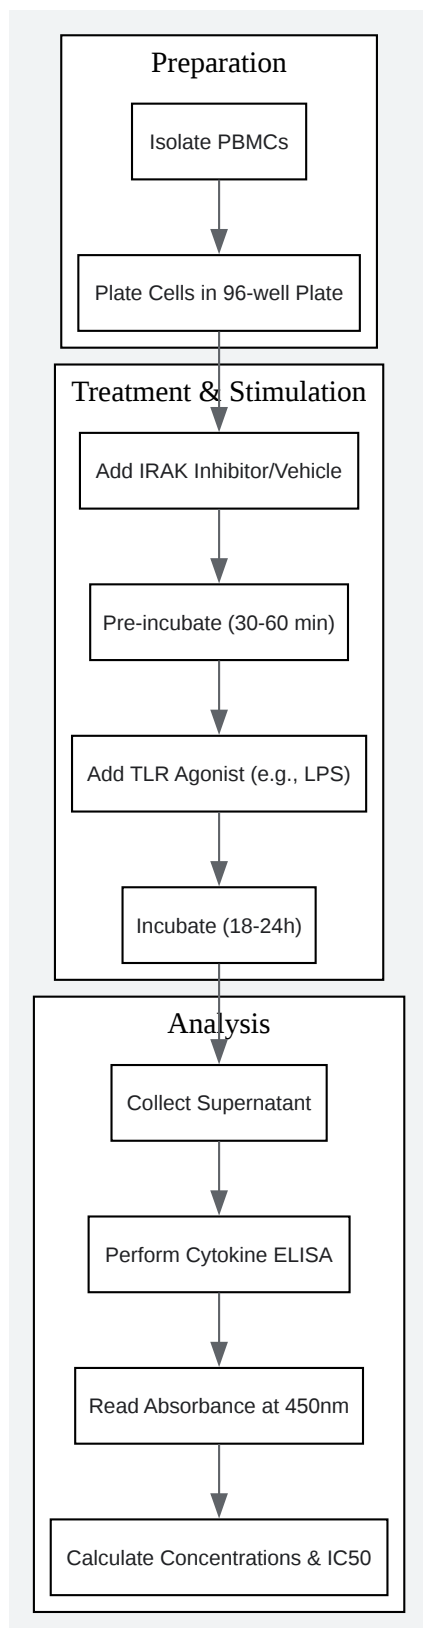 Preparation
Isolate PBMCs
Plate Cells in 96-well Plate
Treatment & Stimulation
Add IRAK Inhibitor/Vehicle
Pre-incubate (30-60 min)
Add TLR Agonist (e.g., LPS)
Incubate (18-24h)
Analysis
Collect Supernatant
Perform Cytokine ELISA
Read Absorbance at 450nm
Calculate Concentrations & IC50